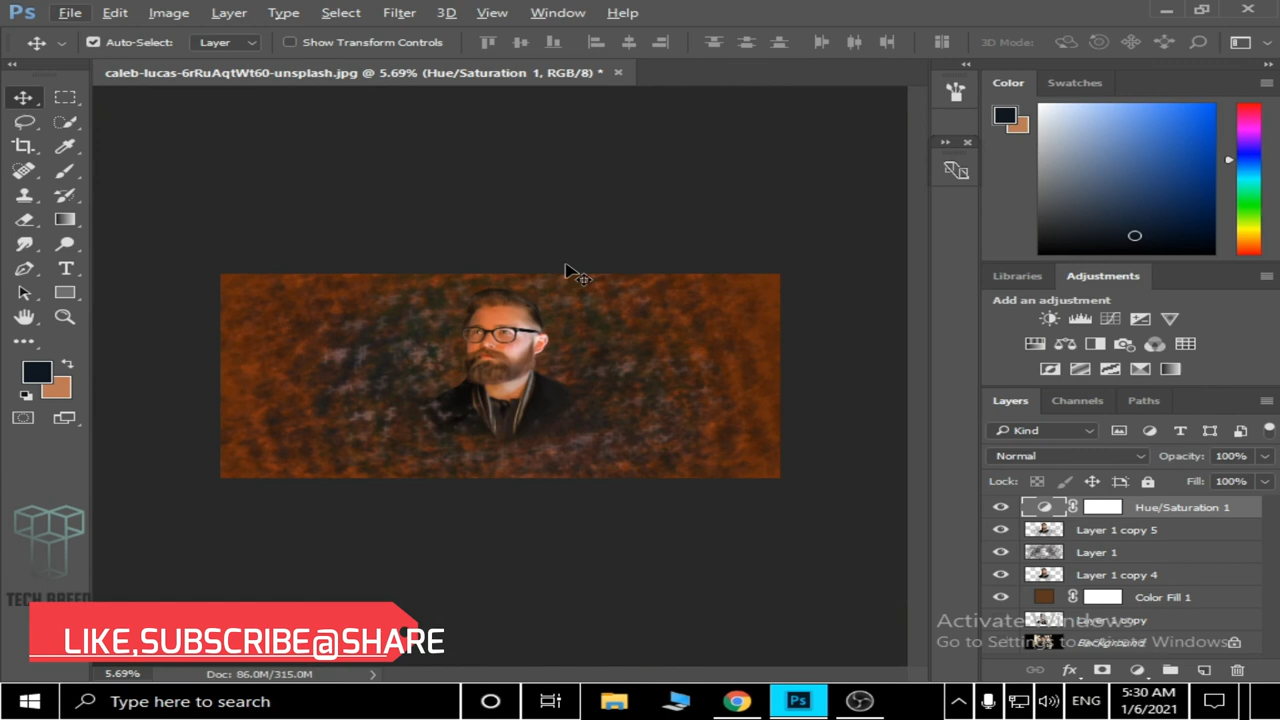 Ps File Edit Image Layer Type Select Filter 3D View Window Help
Auto-Select: Layer Show Transform Controls 3D Mode:
caleb-lucas-6rRuAqtWt60-unsplash.jpg @ 5.69% (Hue/Saturation 1, RGB/8) *
Color Swatches
Libraries Adjustments
Add an adjustment
Layers Channels Paths
Kind
Normal Opacity: 100%
Lock: Fill: 100%
Hue/Saturation 1
Layer 1 copy 5
Layer 1
Layer 1 copy 4
Color Fill 1
Layer 1 copy
Background
Activate Windows
Go to Settings to activate Windows.
TECH BREED
LIKE,SUBSCRIBE@SHARE
5.69% Doc: 86.0M/315.0M
Type here to search
Ps
ENG
5:30 AM
1/6/2021